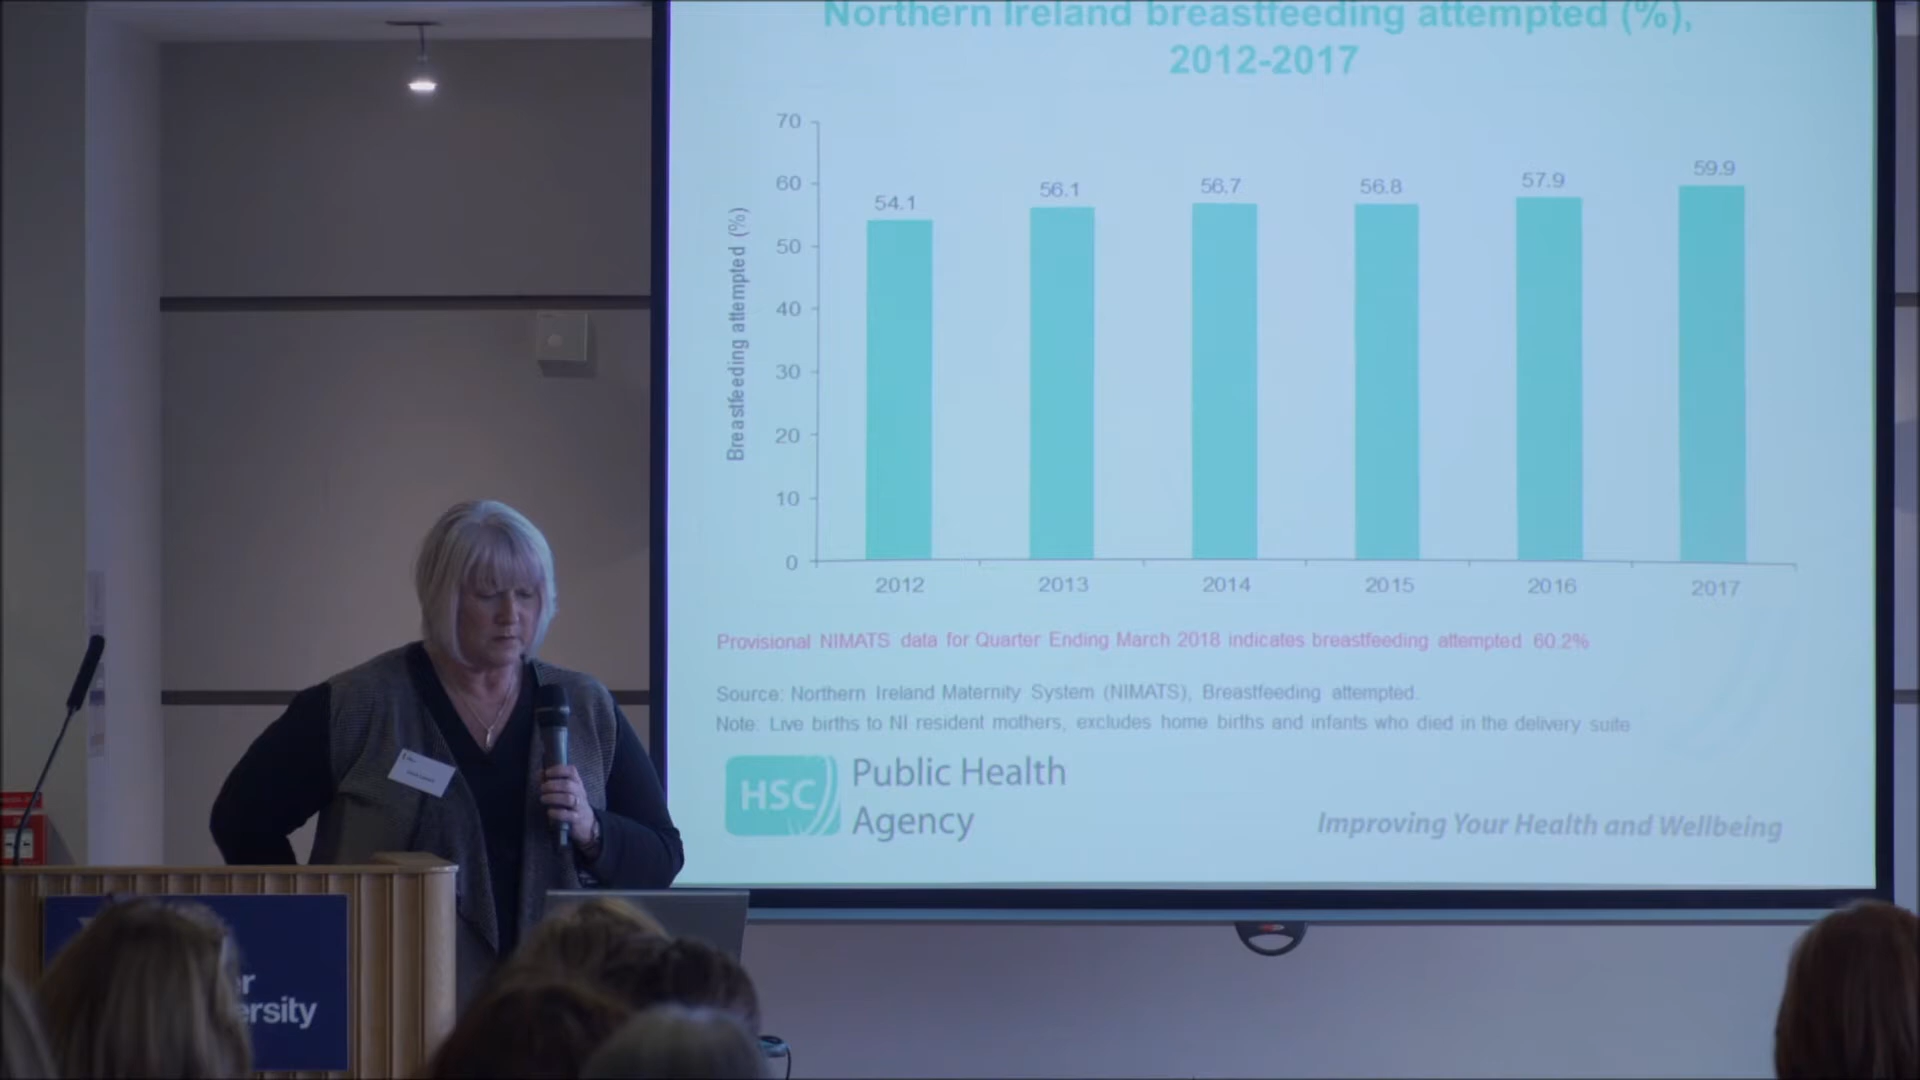 Northern Ireland breastfeeding attempted (%),
2012-2017
Breastfeeding attempted (%)
70
60
50
40
30
20
10
0
54.1
56.1
56.7
56.8
57.9
59.9
2012
2013
2014
2015
2016
2017
Provisional NIMATS data for Quarter Ending March 2018 indicates breastfeeding attempted 60.2%
Source: Northern Ireland Maternity System (NIMATS), Breastfeeding attempted.
Note: Live births to NI resident mothers, excludes home births and infants who died in the delivery suite
HSC
Public Health
Agency
Improving Your Health and Wellbeing
r
ersity